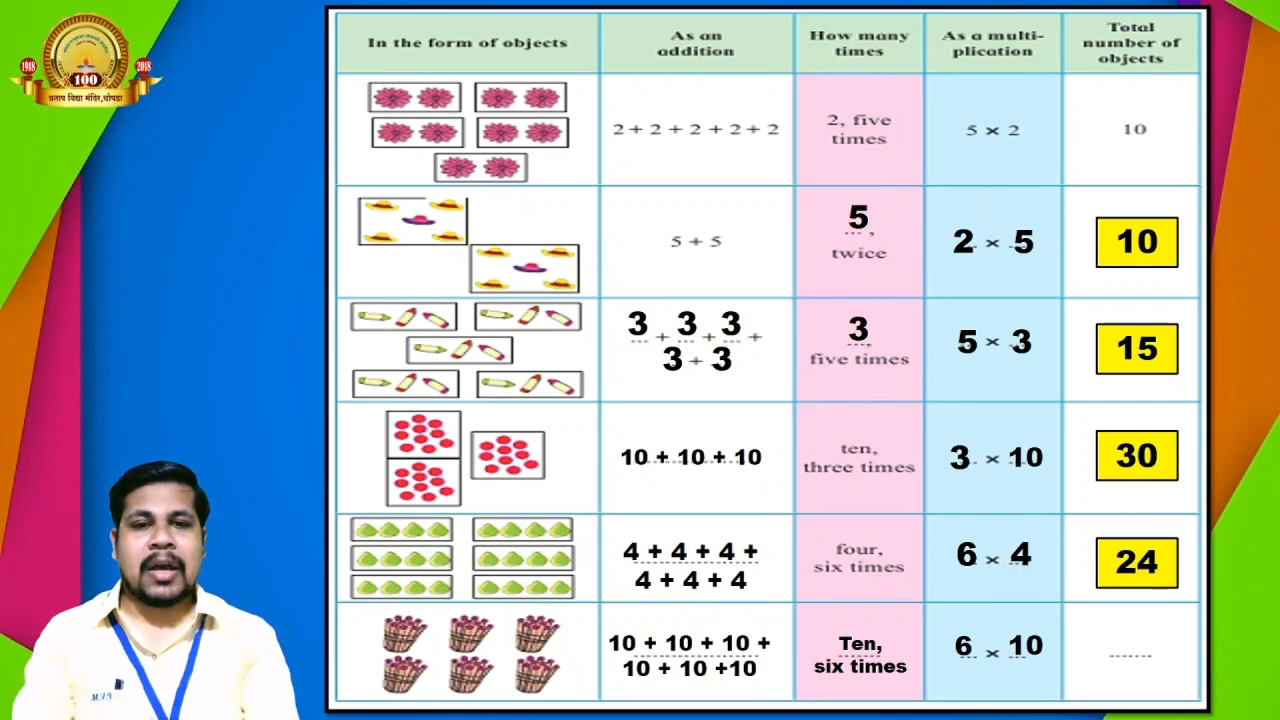 1918
2018
100
प्रताप विद्या मंदिर,चोपडा
In the form of objects
As an
addition
How many
times
As a multi-
plication
Total
number of
objects
2 + 2 + 2 + 2 + 2
2, five
times
5 × 2
10
5 + 5
5,
twice
2 × 5
10
3 + 3 + 3 +
3 + 3
3,
five times
5 × 3
15
10 + 10 + 10
ten,
three times
3 × 10
30
4 + 4 + 4 +
4 + 4 + 4
four,
six times
6 × 4
24
10 + 10 + 10 +
10 + 10 +10
Ten,
six times
6 × 10
.......